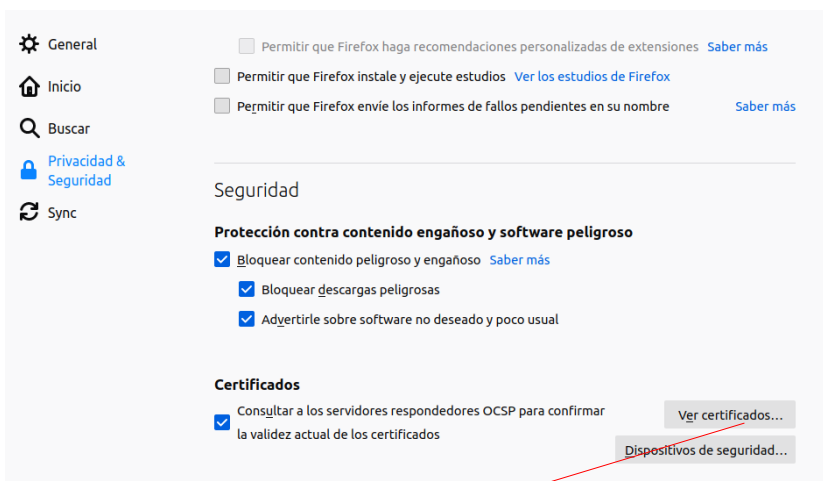 General
Inicio
Buscar
Privacidad &
Seguridad
Sync
Permitir que Firefox haga recomendaciones personalizadas de extensiones Saber más
Permitir que Firefox instale y ejecute estudios Ver los estudios de Firefox
Permitir que Firefox envíe los informes de fallos pendientes en su nombre Saber más
Seguridad
Protección contra contenido engañoso y software peligroso
Bloquear contenido peligroso y engañoso Saber más
Bloquear descargas peligrosas
Advertirle sobre software no deseado y poco usual
Certificados
Consultar a los servidores respondedores OCSP para confirmar
la validez actual de los certificados
Ver certificados...
Dispositivos de seguridad...